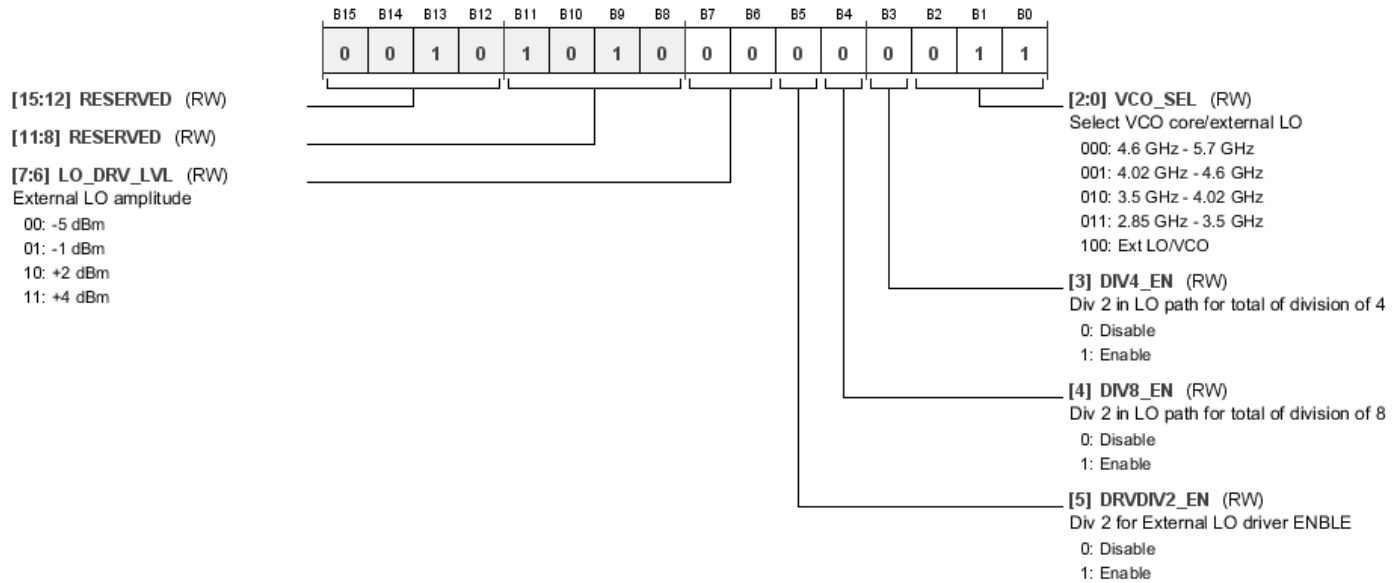 B15 B14 B13 B12 B11 B10 B9 B8 B7 B6 B5 B4 B3 B2 B1 B0
0 0 1 0 1 0 1 0 0 0 0 0 0 0 1 1
[15:12] RESERVED (RW)
[11:8] RESERVED (RW)
[7:6] LO_DRV_LVL (RW)
External LO amplitude
00: -5 dBm
01: -1 dBm
10: +2 dBm
11: +4 dBm
[2:0] VCO_SEL (RW)
Select VCO core/external LO
000: 4.6 GHz - 5.7 GHz
001: 4.02 GHz - 4.6 GHz
010: 3.5 GHz - 4.02 GHz
011: 2.85 GHz - 3.5 GHz
100: Ext LO/VCO
[3] DIV4_EN (RW)
Div 2 in LO path for total of division of 4
0: Disable
1: Enable
[4] DIV8_EN (RW)
Div 2 in LO path for total of division of 8
0: Disable
1: Enable
[5] DRVDIV2_EN (RW)
Div 2 for External LO driver ENBLE
0: Disable
1: Enable